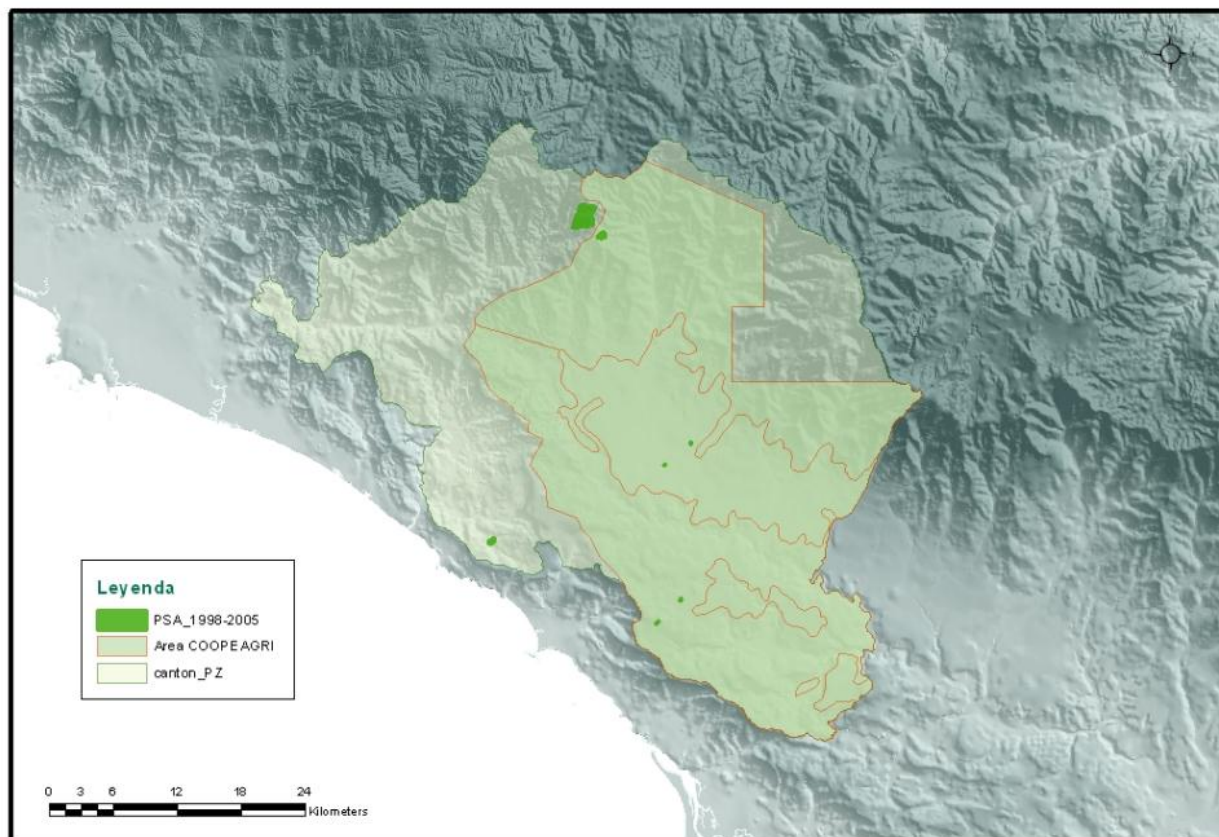 Leyenda
PSA_1998-2005
Area COOPEAGRI
canton_PZ
0 3 6 12 18 24
Kilometers